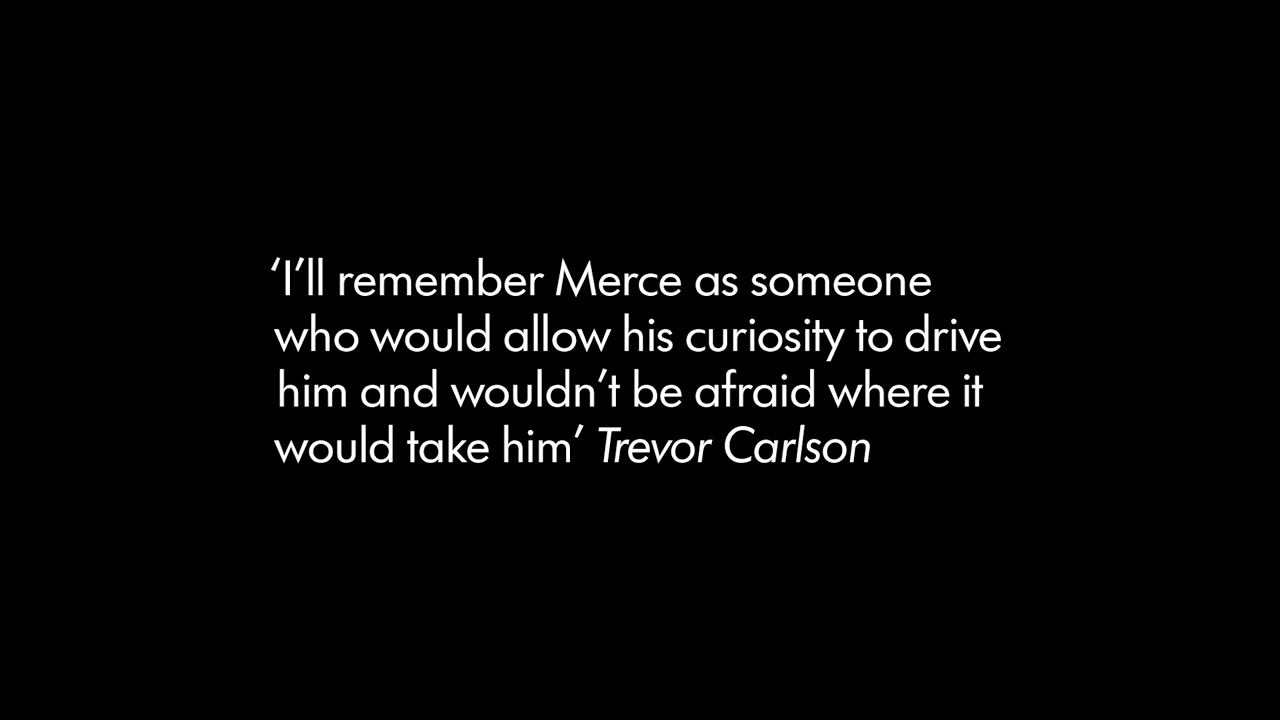 ‘I’ll remember Merce as someone
who would allow his curiosity to drive
him and wouldn’t be afraid where it
would take him’ Trevor Carlson